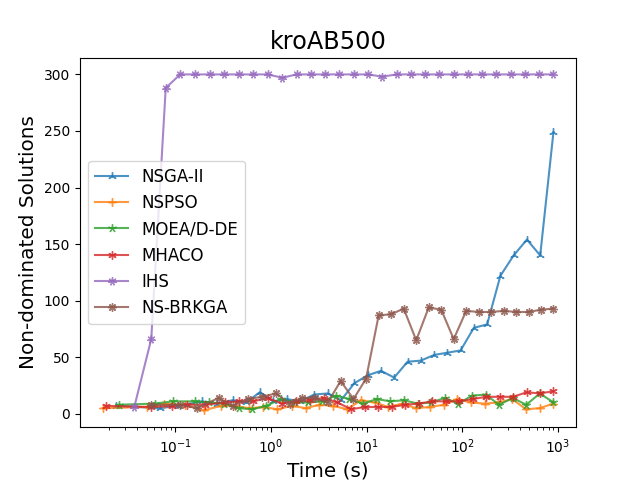 kroAB500
Non-dominated Solutions
300
250
200
150
100
50
0
NSGA-II
NSPSO
MOEA/D-DE
MHACO
IHS
NS-BRKGA
10⁻¹ 10⁰ 10¹ 10² 10³
Time (s)